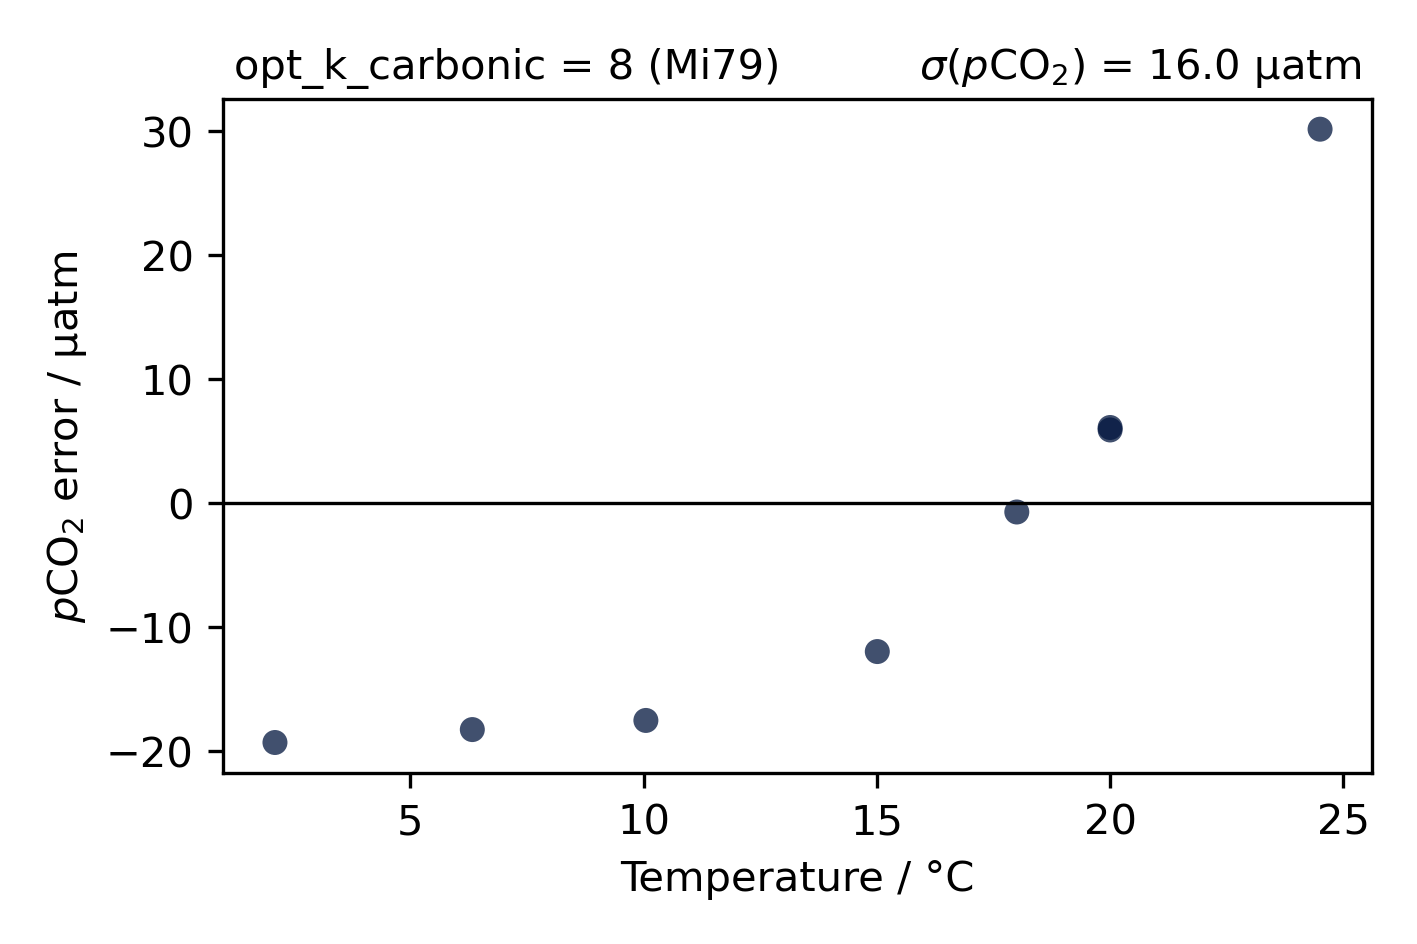 opt_k_carbonic = 8 (Mi79)
σ(pCO₂) = 16.0 µatm
pCO₂ error / µatm
30
20
10
0
−10
−20
5
10
15
20
25
Temperature / °C